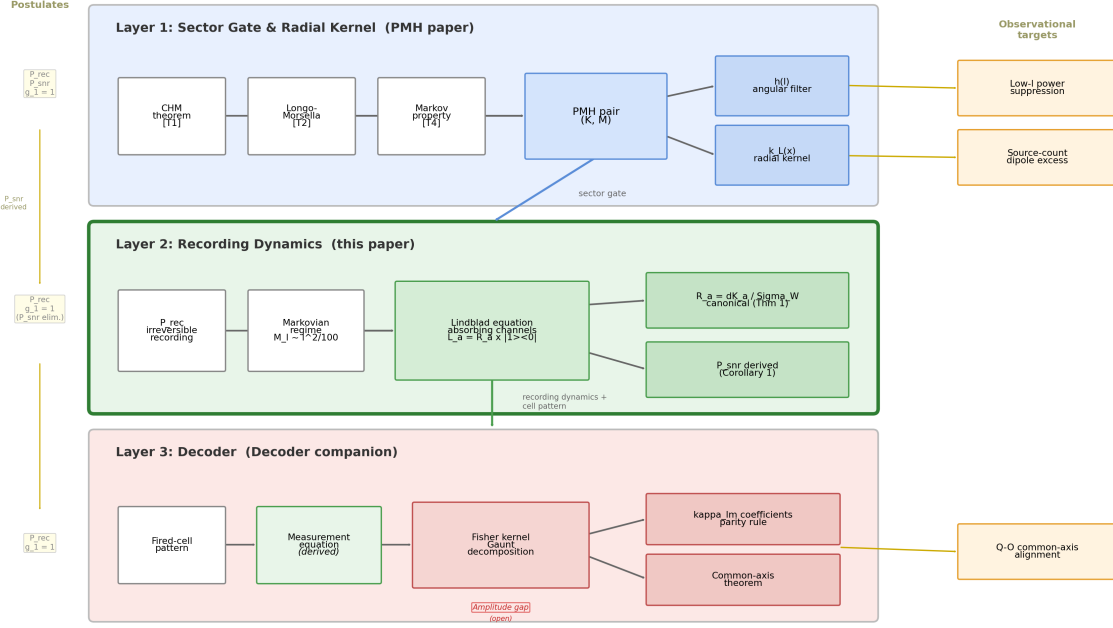 Postulates
Layer 1: Sector Gate & Radial Kernel  (PMH paper)
Observational
targets
P_rec
P_snr
g_1 = 1
CHM
theorem
[T1]
Longo-
Morsella
[T2]
Markov
property
[T4]
PMH pair
(K, M)
h(l)
angular filter
k_L(x)
radial kernel
Low-l power
suppression
Source-count
dipole excess
P_snr
derived
sector gate
Layer 2: Recording Dynamics  (this paper)
P_rec
g_1 = 1
(P_snr elim.)
P_rec
irreversible
recording
Markovian
regime
M_l ~ l^2/100
Lindblad equation
absorbing channels
L_a = R_a x |1><0|
R_a = dK_a / Sigma_W
canonical (Thm 1)
P_snr derived
(Corollary 1)
recording dynamics +
cell pattern
Layer 3: Decoder  (Decoder companion)
P_rec
g_1 = 1
Fired-cell
pattern
Measurement
equation
(derived)
Fisher kernel
Gaunt
decomposition
kappa_lm coefficients
parity rule
Common-axis
theorem
Q-O common-axis
alignment
Amplitude gap
(open)